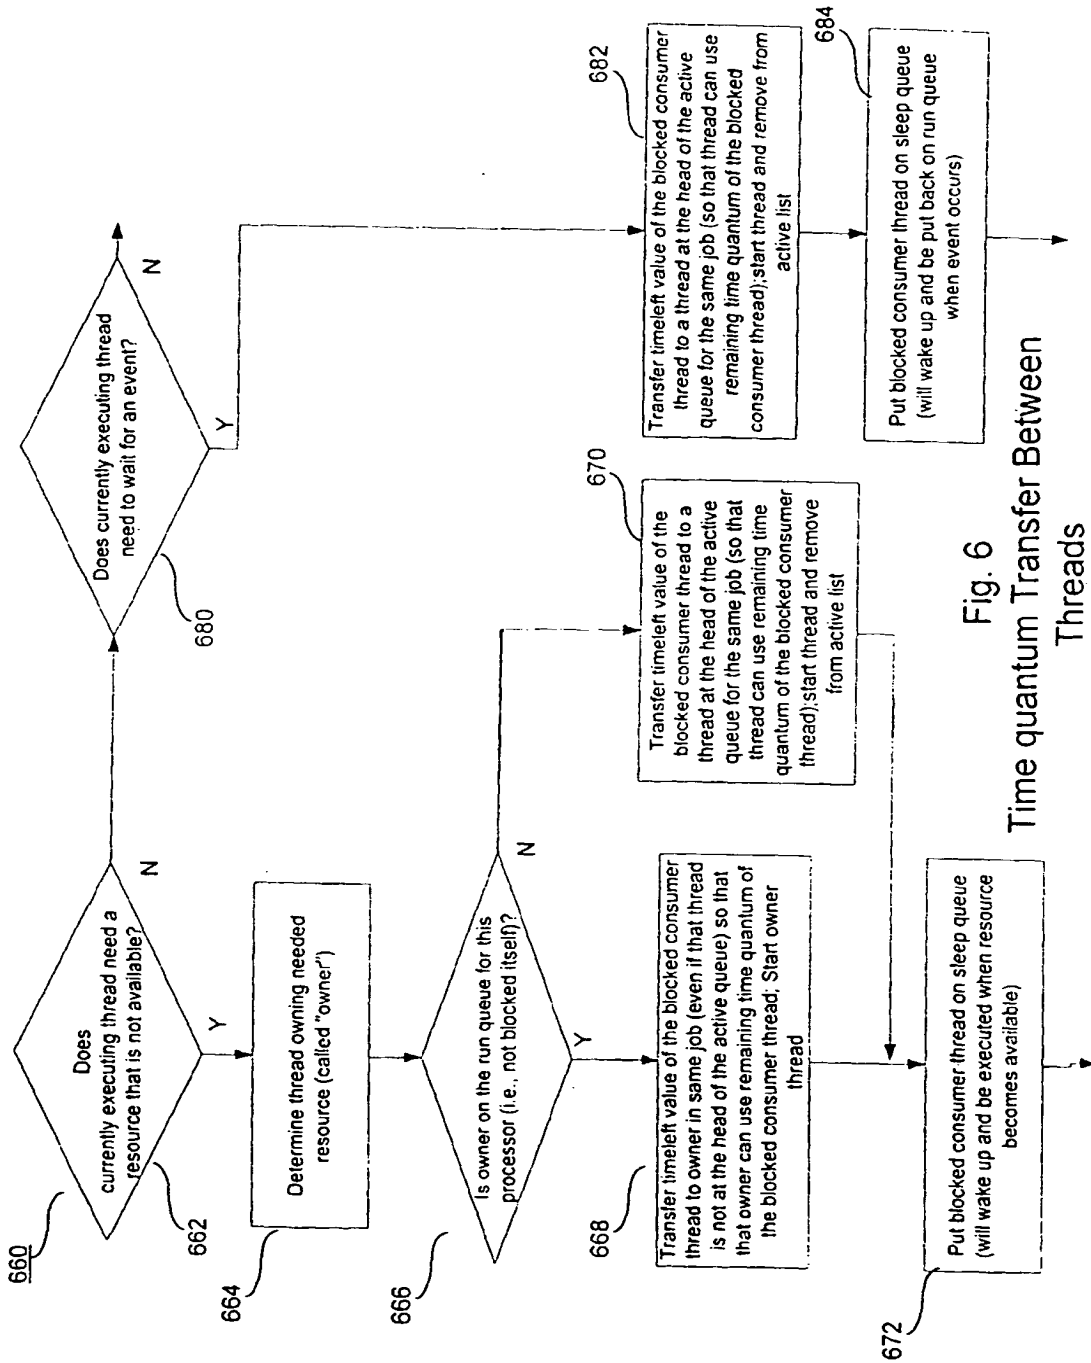 660
Does
currently executing thread need a
resource that is not available?
662
N
Y
Does currently executing thread
need to wait for an event?
680
N
Y
664
Determine thread owning needed
resource (called "owner")
666
Is owner on the run queue for this
processor (i.e., not blocked itself)?
N
Y
668
Transfer timeleft value of the blocked consumer
thread to owner in same job (even if that thread
is not at the head of the active queue) so that
that owner can use remaining time quantum of
the blocked consumer thread; Start owner
thread
670
Transfer timeleft value of the
blocked consumer thread to a
thread at the head of the active
queue for the same job (so that
thread can use remaining time
quantum of the blocked consumer
thread);start thread and remove
from active list
682
Transfer timeleft value of the blocked consumer
thread to a thread at the head of the active
queue for the same job (so that thread can use
remaining time quantum of the blocked
consumer thread);start thread and remove from
active list
672
Put blocked consumer thread on sleep queue
(will wake up and be executed when resource
becomes available)
684
Put blocked consumer thread on sleep queue
(will wake up and be put back on run queue
when event occurs)
Fig. 6
Time quantum Transfer Between
Threads